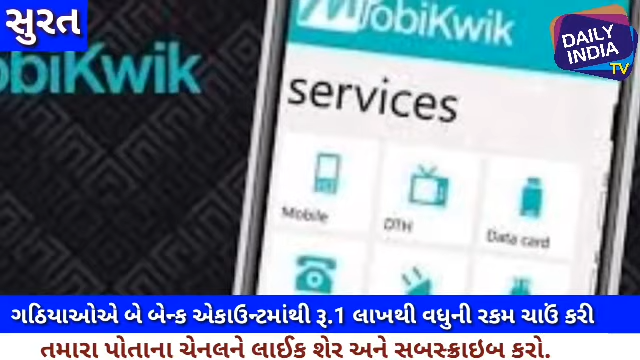 સુરત
DAILY
INDIA
TV
MobiKwik
obiKwik
services
Mobile
DTH
Data card
ગઠિયાઓએ બે બેન્ક એકાઉન્ટમાંથી રૂ.1 લાખથી વધુની રકમ ચાઉં કરી
તમારા પોતાના ચેનલને લાઈક શેર અને સબસ્ક્રાઇબ કરો.